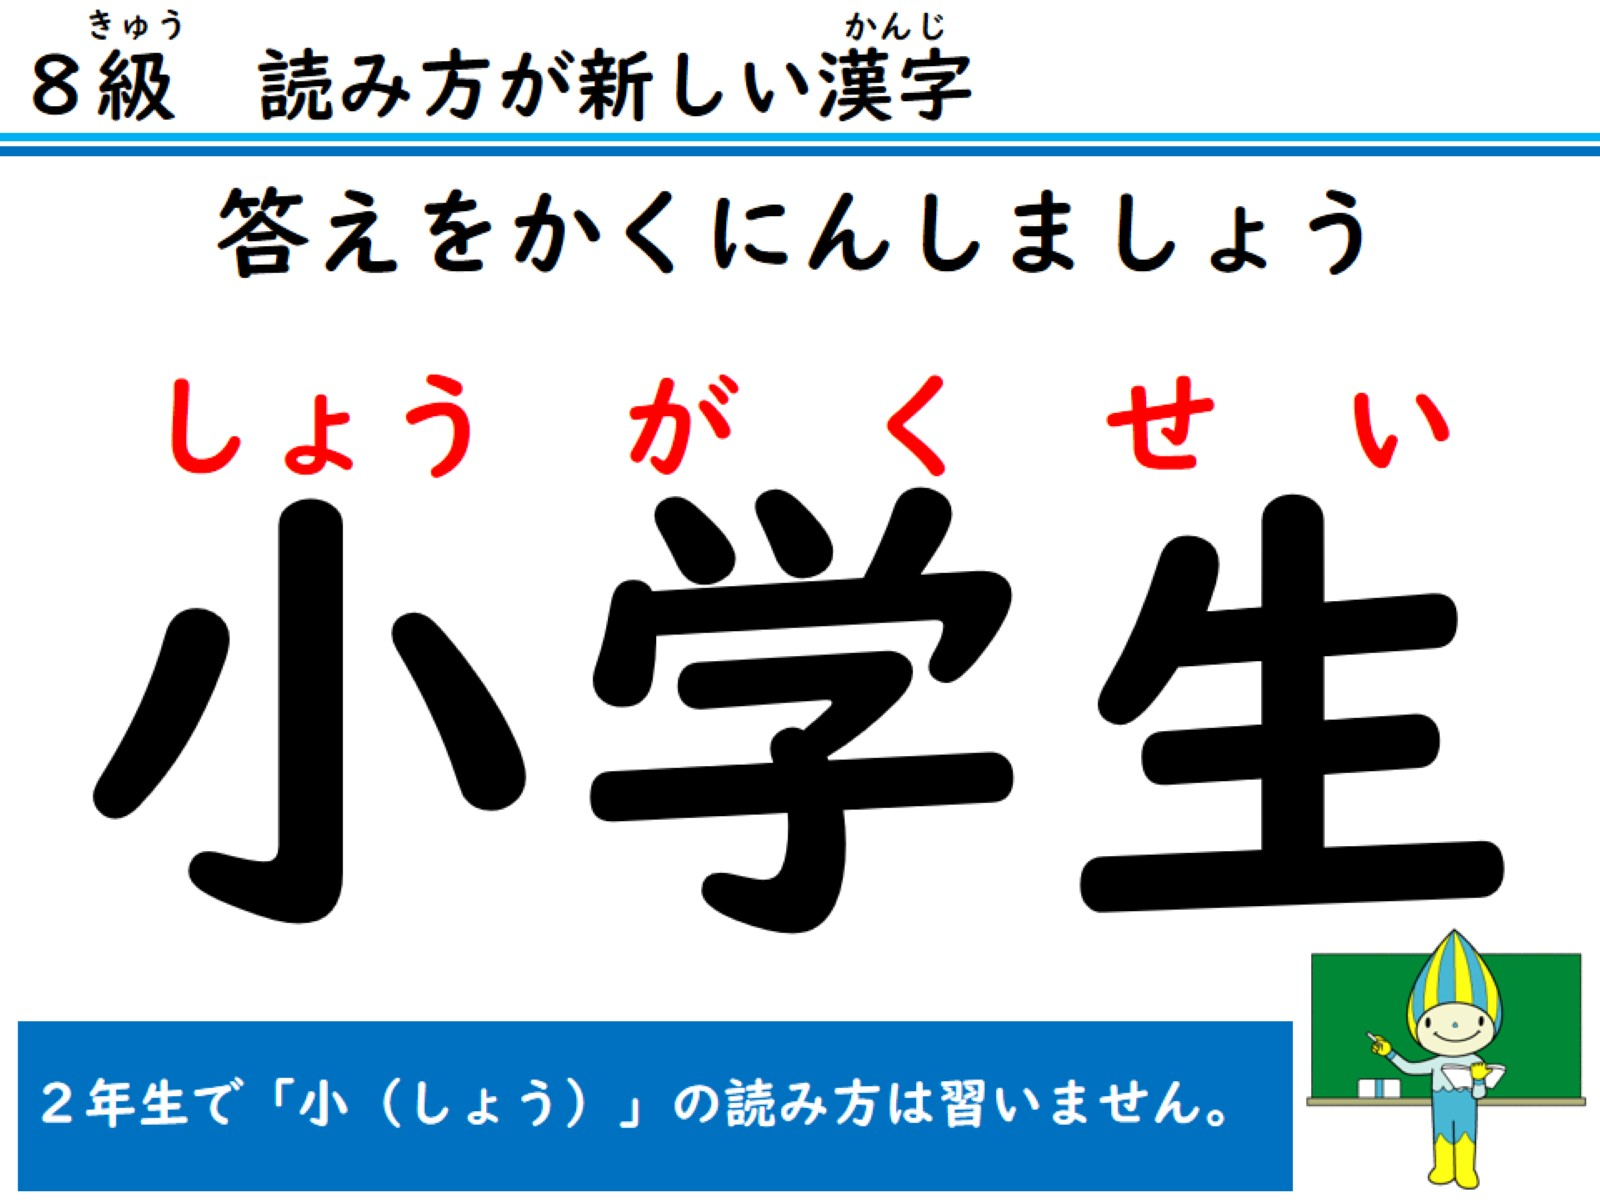 きゅう かんじ
８級　読み方が新しい漢字
答えをかくにんしましょう
しょうがくせい
小学生
２年生で「小（しょう）」の読み方は習いません。